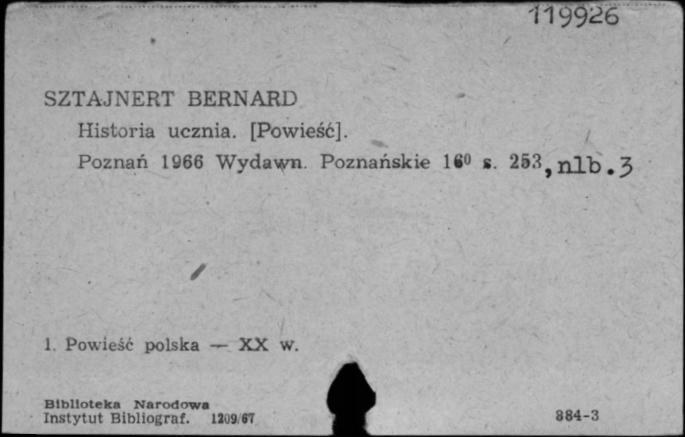 119926
SZTAJNERT BERNARD
Historia ucznia. [Powieść].
Poznań 1966 Wydawn. Poznańskie 16⁰ s. 253, nlb. 3
1. Powieść polska — XX w.
Biblioteka Narodowa
Instytut Bibliograf. 1209/67
884-3